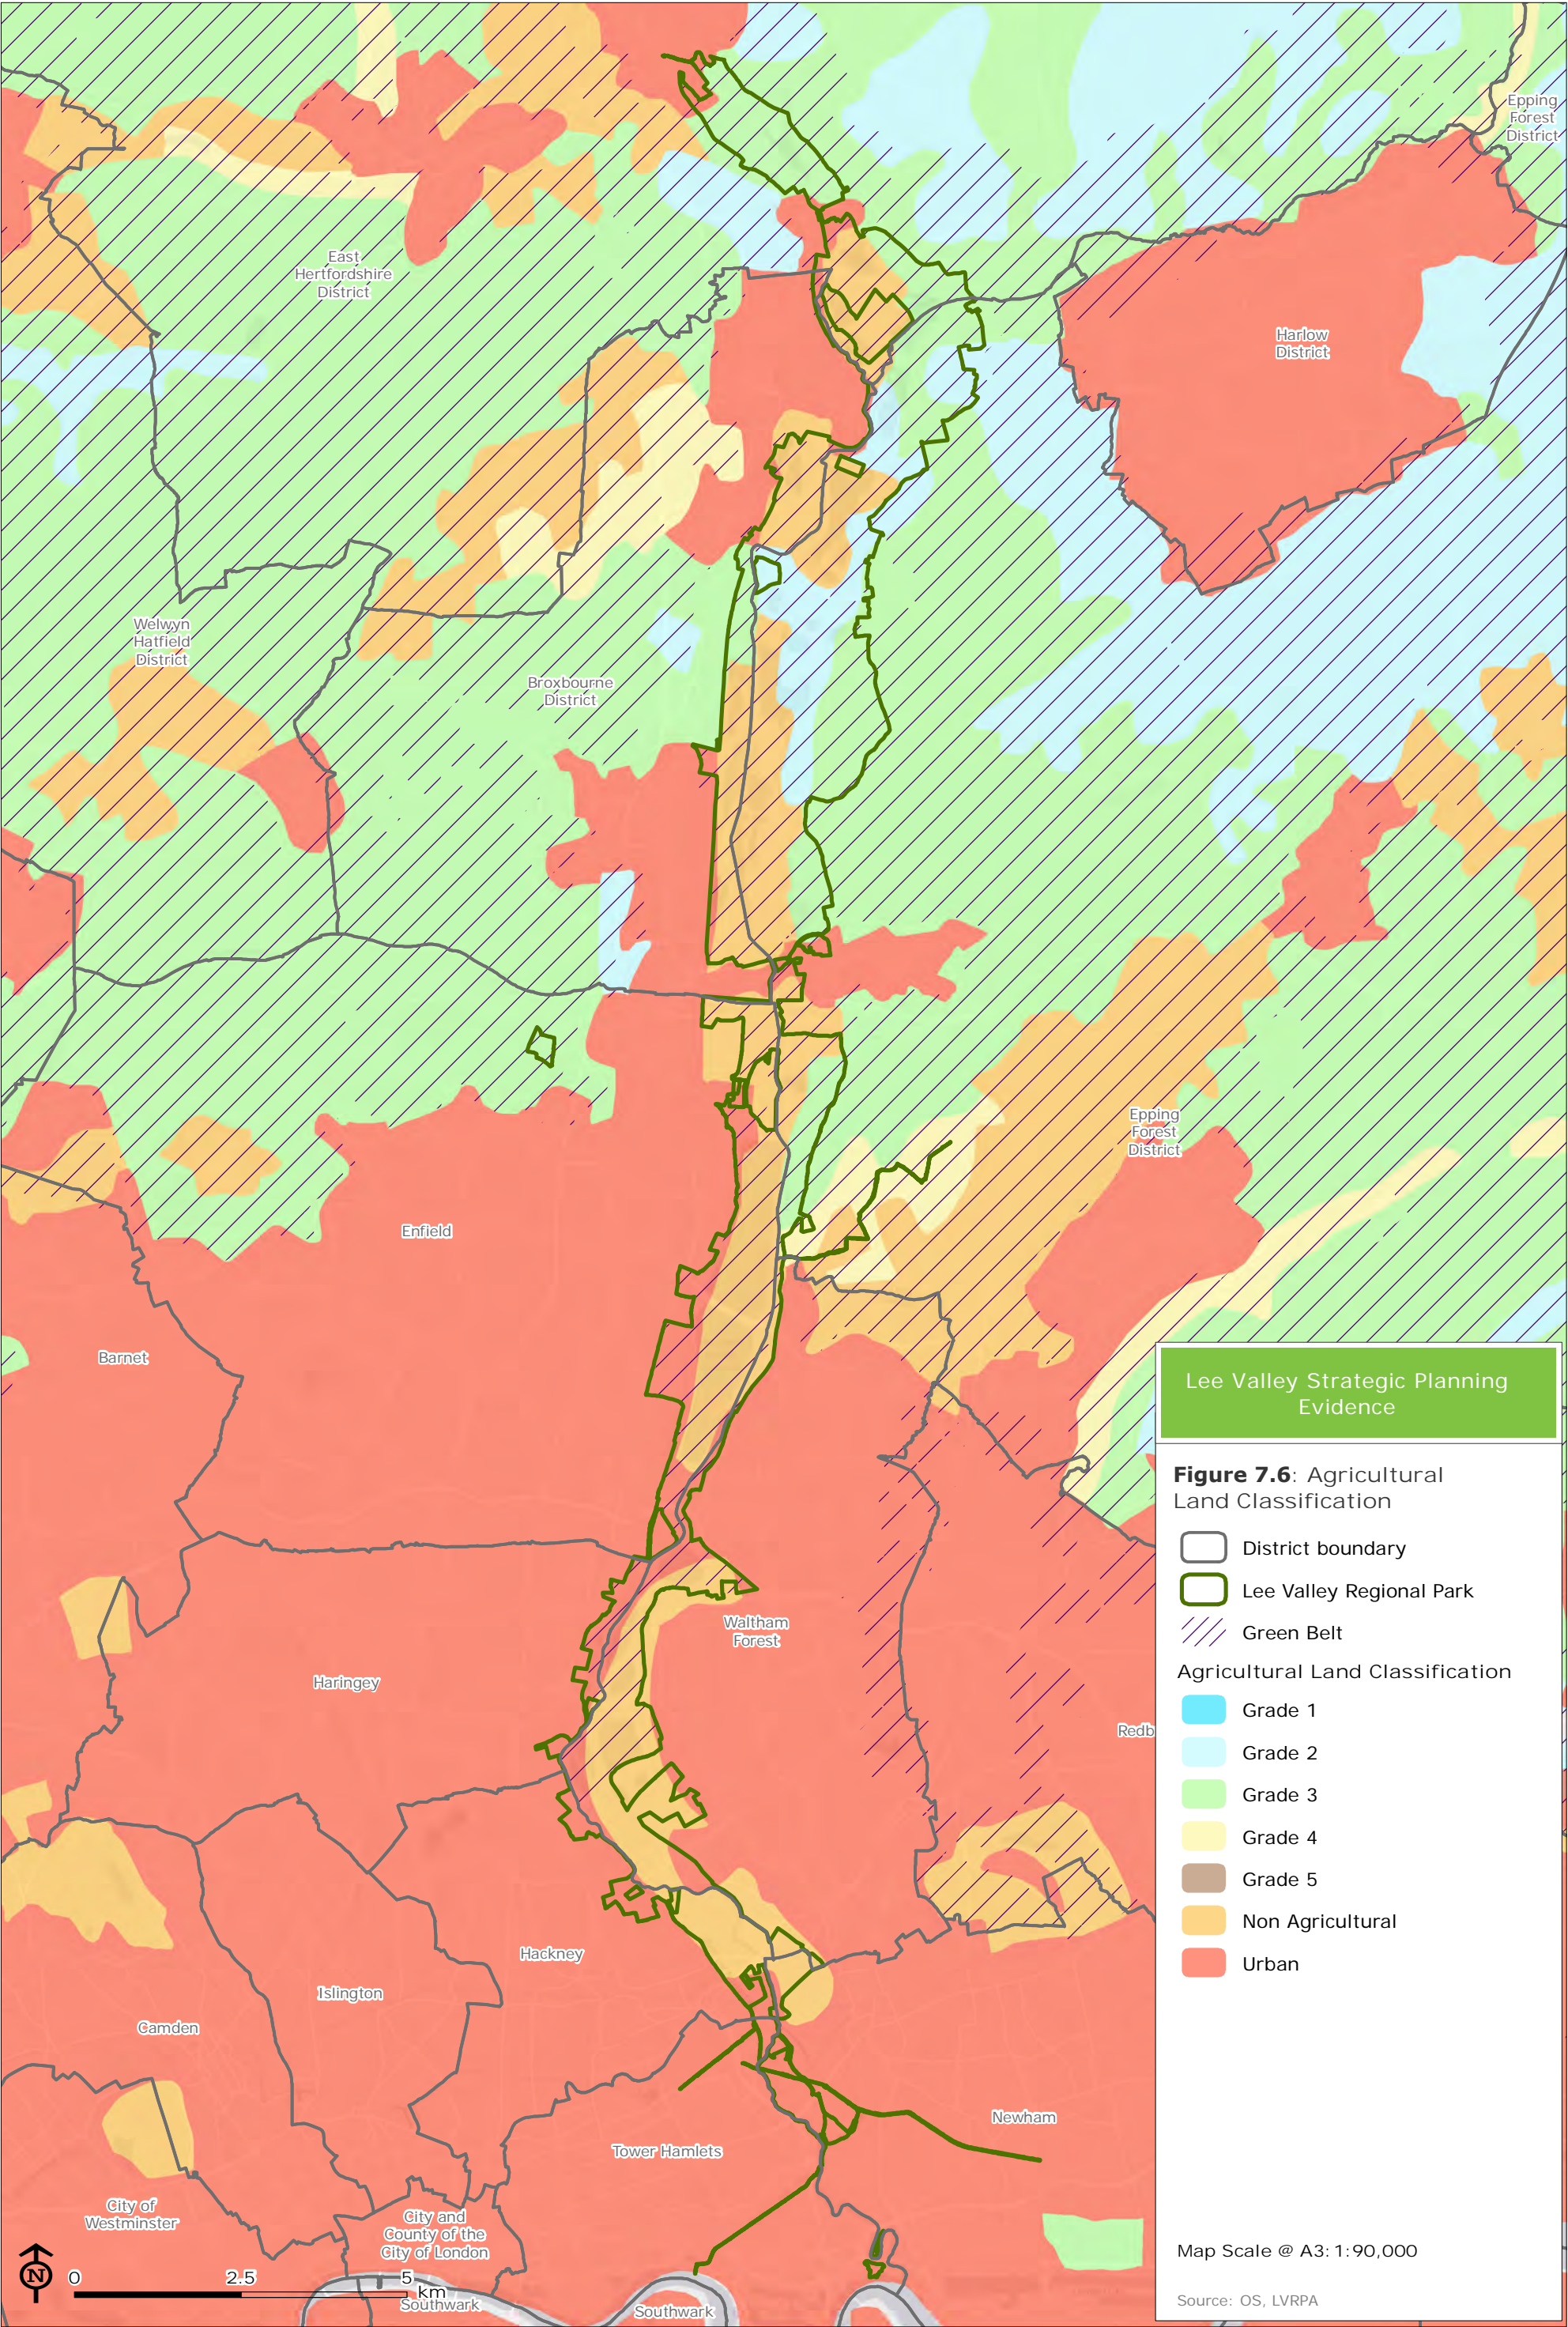 Epping
Forest
District
East
Hertfordshire
District
Harlow
District
Welwyn
Hatfield
District
Broxbourne
District
Epping
Forest
District
Enfield
Barnet
Lee Valley Strategic Planning
Evidence
Figure 7.6: Agricultural
Land Classification
District boundary
Lee Valley Regional Park
Green Belt
Agricultural Land Classification
Grade 1
Grade 2
Grade 3
Grade 4
Grade 5
Non Agricultural
Urban
Waltham
Forest
Haringey
Redb
Hackney
Islington
Camden
Newham
Tower Hamlets
City of
Westminster
City and
County of the
City of London
N
0 2.5 5
km
Southwark
Southwark
Map Scale @ A3: 1:90,000
Source: OS, LVRPA